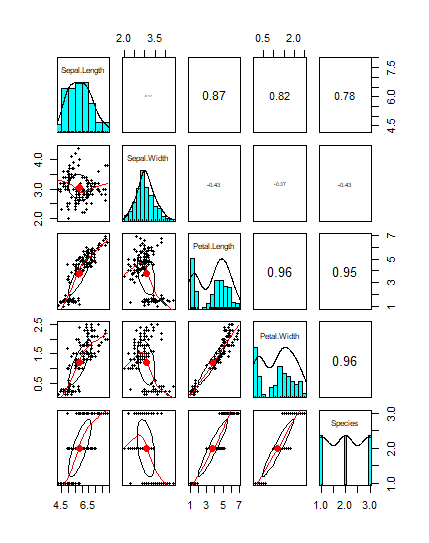 2.0 3.5 0.5 2.0
Sepal.Length
0.87 0.82 0.78
4.5 6.0 7.5
Sepal.Width
-0.43 -0.37 -0.43
2.0 3.0 4.0
Petal.Length
0.96 0.95
1 3 5 7
Petal.Width
0.96
0.5 1.5 2.5
Species
1.0 2.0 3.0
4.5 6.5 1 3 5 7 1.0 2.0 3.0